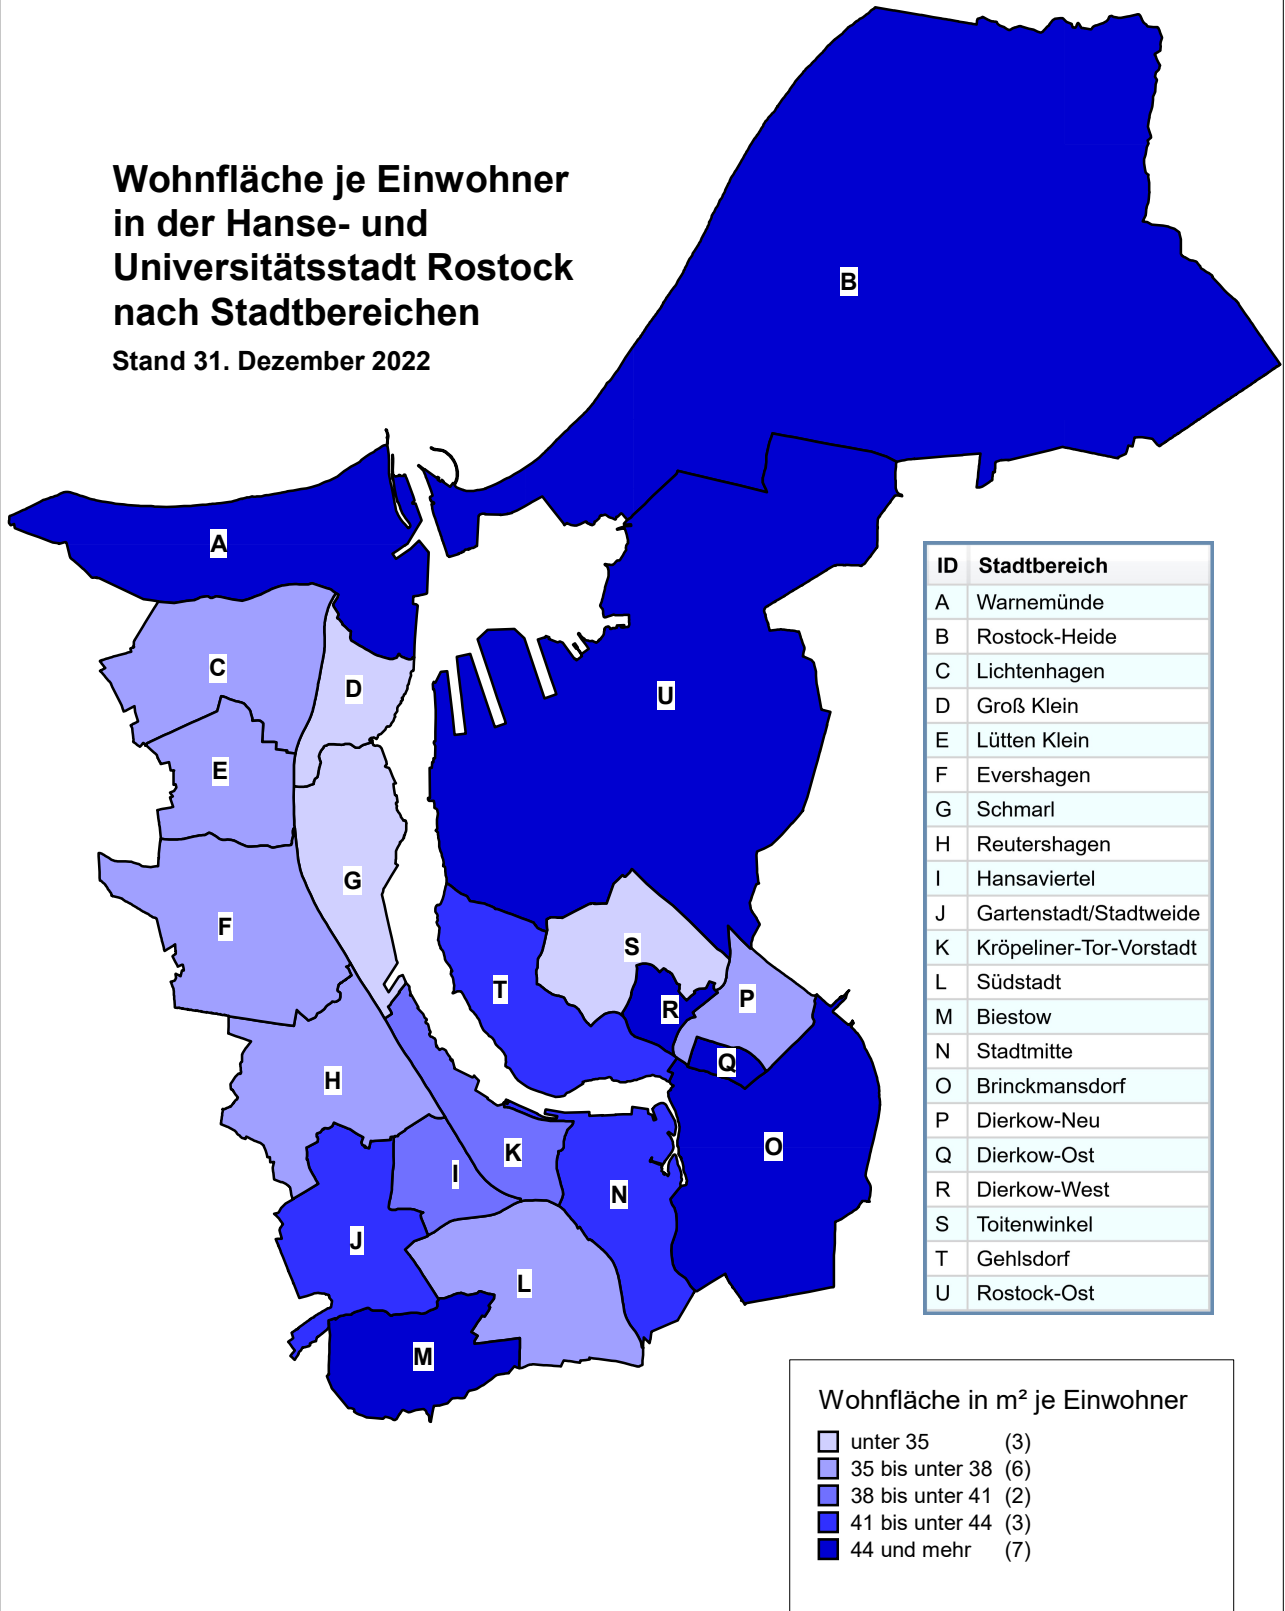 Wohnfläche je Einwohner
in der Hanse- und
Universitätsstadt Rostock
nach Stadtbereichen
Stand 31. Dezember 2022
B
A
C
D
U
E
G
F
S
T
R
P
Q
H
O
K
I
N
J
L
M
ID Stadtbereich
A Warnemünde
B Rostock-Heide
C Lichtenhagen
D Groß Klein
E Lütten Klein
F Evershagen
G Schmarl
H Reutershagen
I Hansaviertel
J Gartenstadt/Stadtweide
K Kröpeliner-Tor-Vorstadt
L Südstadt
M Biestow
N Stadtmitte
O Brinckmansdorf
P Dierkow-Neu
Q Dierkow-Ost
R Dierkow-West
S Toitenwinkel
T Gehlsdorf
U Rostock-Ost
Wohnfläche in m² je Einwohner
unter 35 (3)
35 bis unter 38 (6)
38 bis unter 41 (2)
41 bis unter 44 (3)
44 und mehr (7)